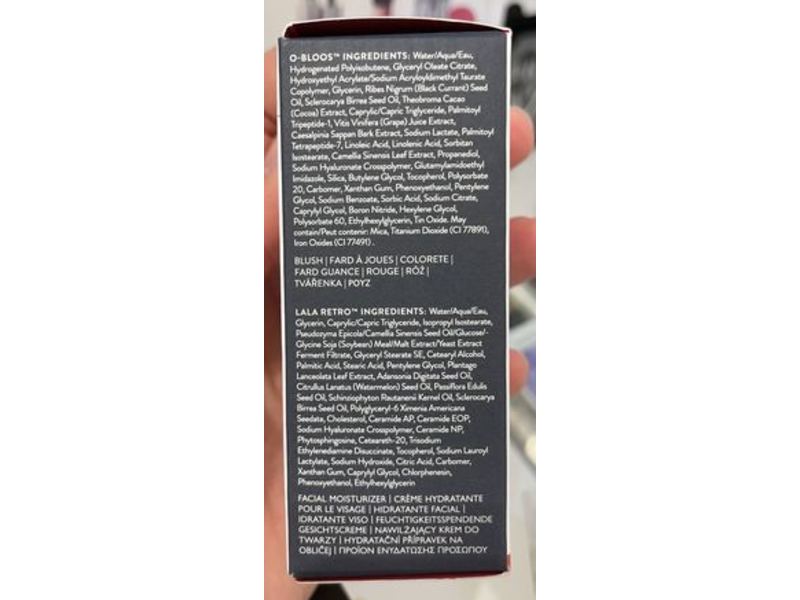 O-BLOOS™ INGREDIENTS: Water/Aqua/Eau,
Hydrogenated Polyisobutene, Glyceryl Oleate Citrate,
Hydroxyethyl Acrylate/Sodium Acryloyldimethyl Taurate
Copolymer, Glycerin, Ribes Nigrum (Black Currant) Seed
Oil, Sclerocarya Birrea Seed Oil, Theobroma Cacao
(Cocoa) Extract, Caprylic/Capric Triglyceride, Palmitoyl
Tripeptide-1, Vitis Vinifera (Grape) Juice Extract,
Caesalpinia Sappan Bark Extract, Sodium Lactate, Palmitoyl
Tetrapeptide-7, Linoleic Acid, Linolenic Acid, Sorbitan
Isostearate, Camellia Sinensis Leaf Extract, Propanediol,
Sodium Hyaluronate Crosspolymer, Glutamylamidoethyl
Imidazole, Silica, Butylene Glycol, Tocopherol, Polysorbate
20, Carbomer, Xanthan Gum, Phenoxyethanol, Pentylene
Glycol, Sodium Benzoate, Sorbic Acid, Sodium Citrate,
Caprylyl Glycol, Boron Nitride, Hexylene Glycol,
Polysorbate 60, Ethylhexylglycerin, Tin Oxide. May
contain/Peut contenir: Mica, Titanium Dioxide (CI 77891),
Iron Oxides (CI 77491) .
BLUSH | FARD À JOUES | COLORETE |
FARD GUANCE | ROUGE | RÓŻ |
TVÁŘENKA | ΡΟΥΖ
LALA RETRO™ INGREDIENTS: Water/Aqua/Eau,
Glycerin, Caprylic/Capric Triglyceride, Isopropyl Isostearate,
Pseudozyma Epicola/Camellia Sinensis Seed Oil/Glucose/-
Glycine Soja (Soybean) Meal/Malt Extract/Yeast Extract
Ferment Filtrate, Glyceryl Stearate SE, Cetearyl Alcohol,
Palmitic Acid, Stearic Acid, Pentylene Glycol, Plantago
Lanceolata Leaf Extract, Adansonia Digitata Seed Oil,
Citrullus Lanatus (Watermelon) Seed Oil, Passiflora Edulis
Seed Oil, Schinziophyton Rautanenii Kernel Oil, Sclerocarya
Birrea Seed Oil, Polyglyceryl-6 Ximenia Americana
Seedate, Cholesterol, Ceramide AP, Ceramide EOP,
Sodium Hyaluronate Crosspolymer, Ceramide NP,
Phytosphingosine, Ceteareth-20, Trisodium
Ethylenediamine Disuccinate, Tocopherol, Sodium Lauroyl
Lactylate, Sodium Hydroxide, Citric Acid, Carbomer,
Xanthan Gum, Caprylyl Glycol, Chlorphenesin,
Phenoxyethanol, Ethylhexylglycerin
FACIAL MOISTURIZER | CRÈME HYDRATANTE
POUR LE VISAGE | HIDRATANTE FACIAL |
IDRATANTE VISO | FEUCHTIGKEITSSPENDENDE
GESICHTSCREME | NAWILŻAJĄCY KREM DO
TWARZY | HYDRATAČNÍ PŘÍPRAVEK NA
OBLIČEJ | ΠΡΟΪΟΝ ΕΝΥΔΑΤΩΣΗΣ ΠΡΟΣΩΠΟΥ